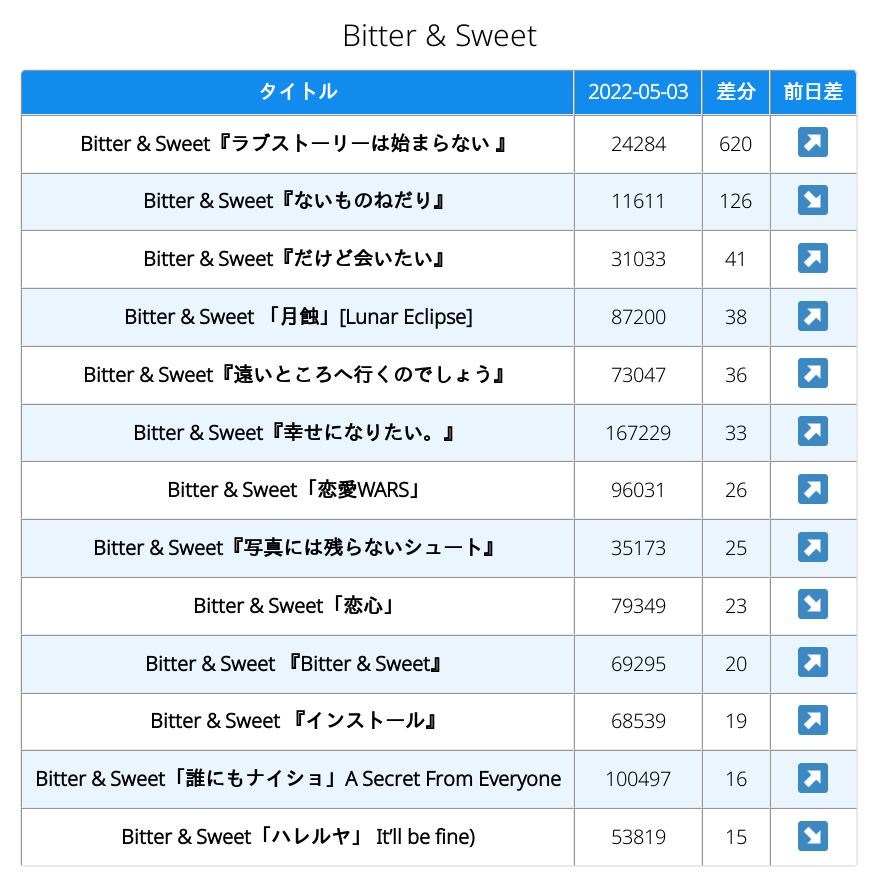 Bitter & Sweet
タイトル 2022-05-03 差分 前日差
Bitter & Sweet『ラブストーリーは始まらない 』 24284 620 ↗
Bitter & Sweet『ないものねだり』 11611 126 ↘
Bitter & Sweet『だけど会いたい』 31033 41 ↗
Bitter & Sweet 「月蝕」[Lunar Eclipse] 87200 38 ↗
Bitter & Sweet『遠いところへ行くのでしょう』 73047 36 ↗
Bitter & Sweet『幸せになりたい。』 167229 33 ↗
Bitter & Sweet「恋愛WARS」 96031 26 ↗
Bitter & Sweet『写真には残らないシュート』 35173 25 ↗
Bitter & Sweet「恋心」 79349 23 ↘
Bitter & Sweet 『Bitter & Sweet』 69295 20 ↗
Bitter & Sweet 『インストール』 68539 19 ↗
Bitter & Sweet「誰にもナイショ」A Secret From Everyone 100497 16 ↗
Bitter & Sweet「ハレルヤ」 It’ll be fine) 53819 15 ↘